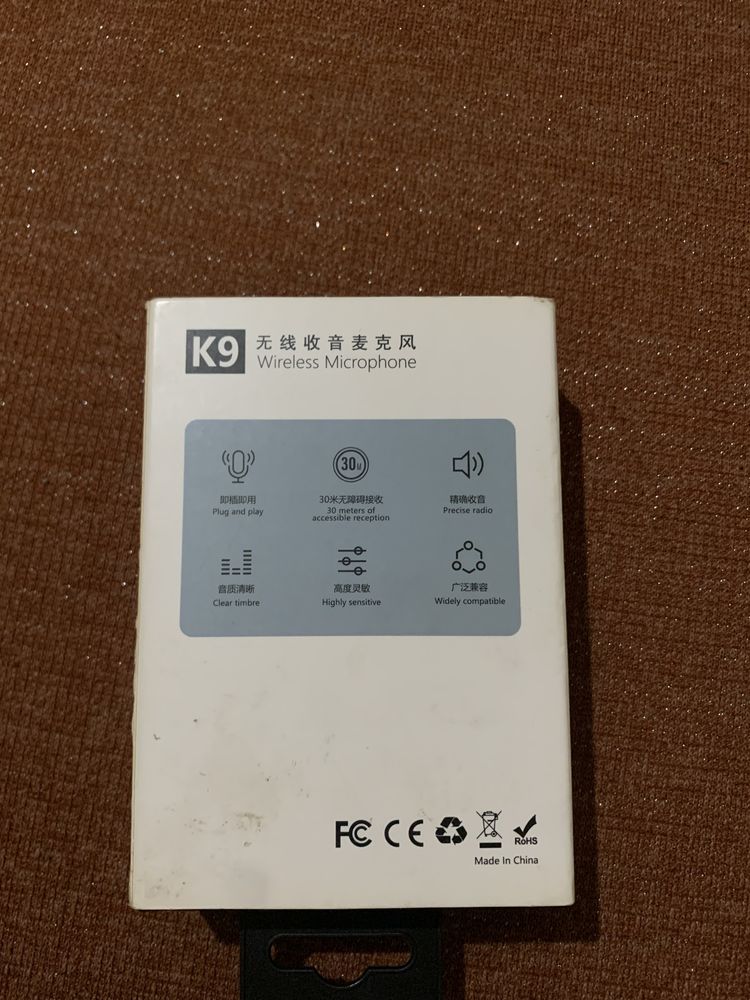 K9 无线收音麦克风
Wireless Microphone
30M
即插即用
Plug and play
30米无障碍接收
30 meters of
accessible reception
精确收音
Precise radio
音质清晰
Clear timbre
高度灵敏
Highly sensitive
广泛兼容
Widely compatible
FC CE RoHS
Made In China